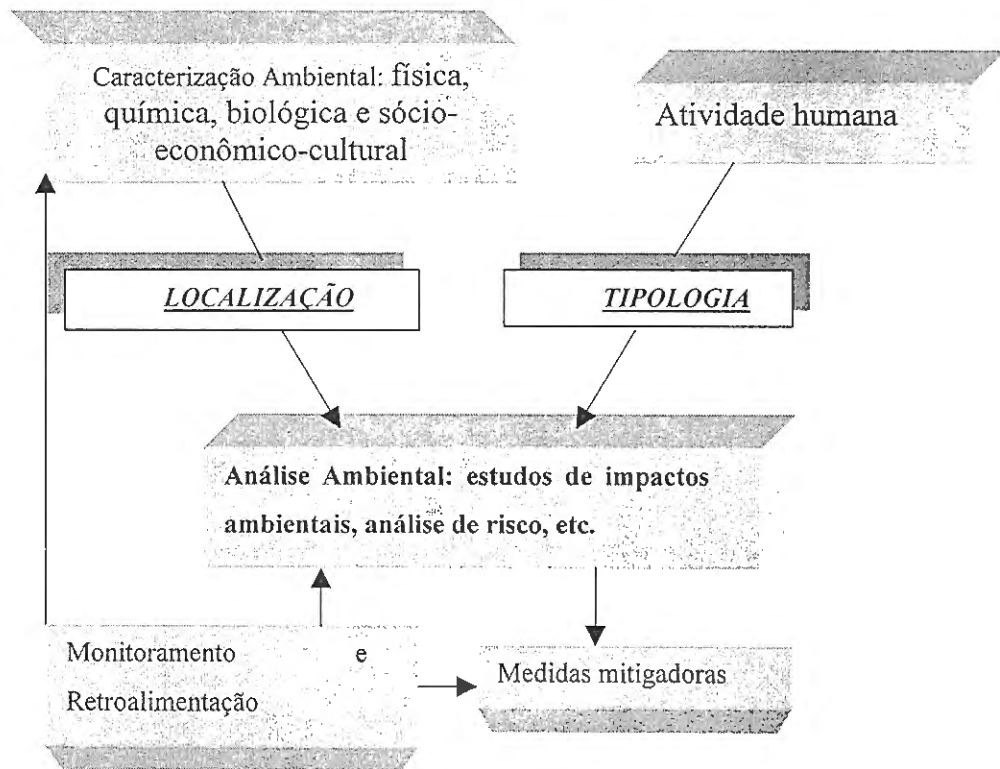 Caracterização Ambiental: física,
química, biológica e sócio-
econômico-cultural
Atividade humana
LOCALIZAÇÃO
TIPOLOGIA
Análise Ambiental: estudos de impactos
ambientais, análise de risco, etc.
Monitoramento e
Retroalimentação
Medidas mitigadoras